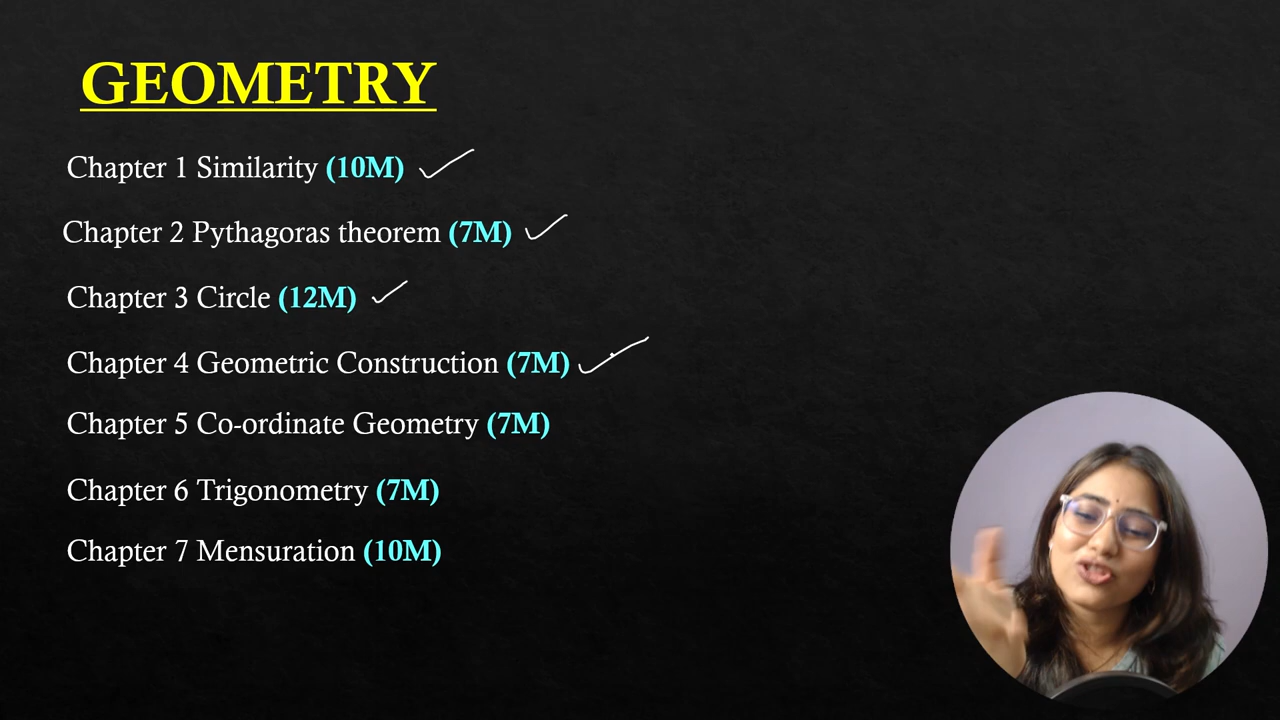 GEOMETRY
Chapter 1 Similarity (10M)
Chapter 2 Pythagoras theorem (7M)
Chapter 3 Circle (12M)
Chapter 4 Geometric Construction (7M)
Chapter 5 Co-ordinate Geometry (7M)
Chapter 6 Trigonometry (7M)
Chapter 7 Mensuration (10M)